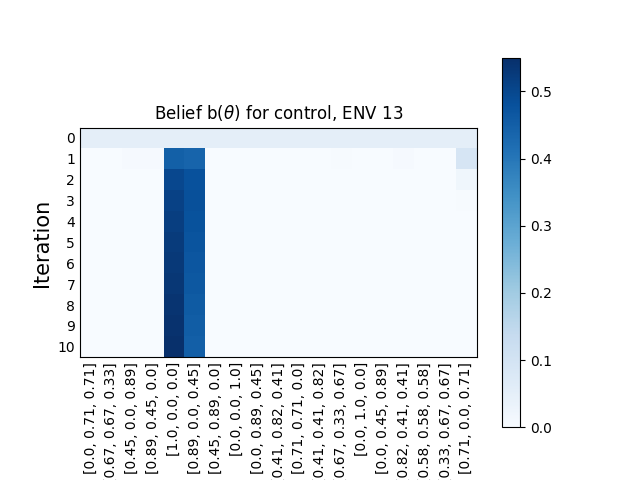 Belief b(θ) for control, ENV 13
Iteration
0
1
2
3
4
5
6
7
8
9
10
[0.0, 0.71, 0.71]
0.67, 0.67, 0.33]
[0.45, 0.0, 0.89]
[0.89, 0.45, 0.0]
[1.0, 0.0, 0.0]
[0.89, 0.0, 0.45]
[0.45, 0.89, 0.0]
[0.0, 0.0, 1.0]
[0.0, 0.89, 0.45]
0.41, 0.82, 0.41]
[0.71, 0.71, 0.0]
0.41, 0.41, 0.82]
0.67, 0.33, 0.67]
[0.0, 1.0, 0.0]
[0.0, 0.45, 0.89]
0.82, 0.41, 0.41]
0.58, 0.58, 0.58]
0.33, 0.67, 0.67]
[0.71, 0.0, 0.71]
0.5
0.4
0.3
0.2
0.1
0.0